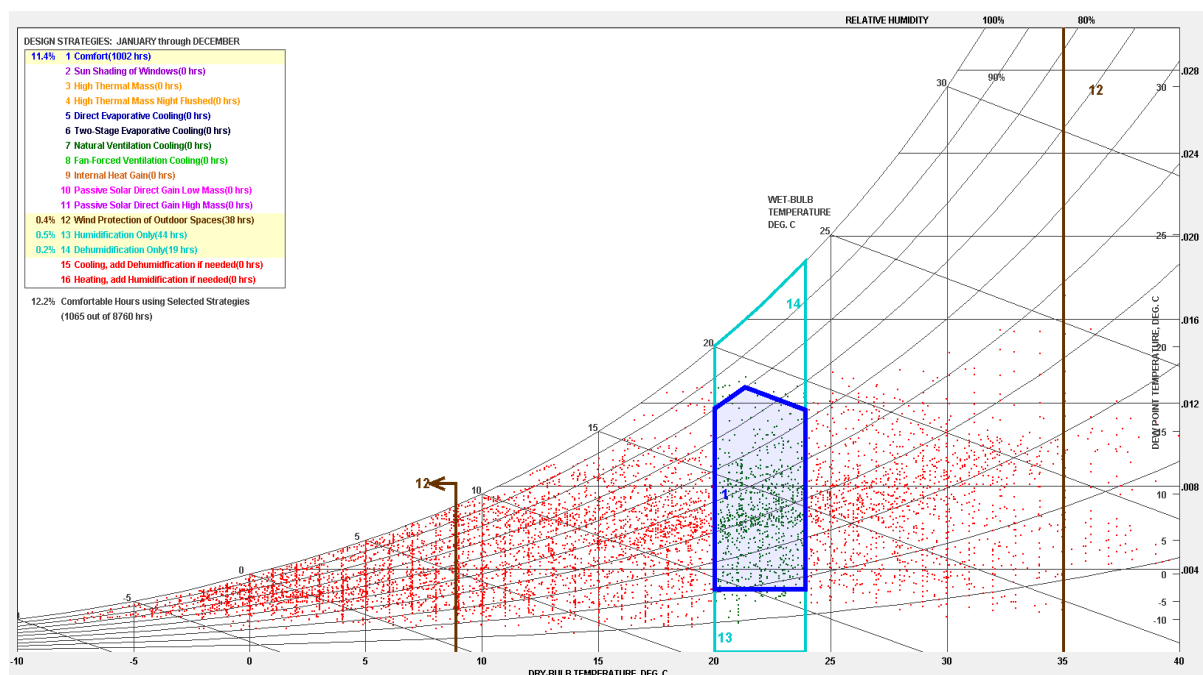 RELATIVE HUMIDITY 100% 80%
DESIGN STRATEGIES: JANUARY through DECEMBER
11.4% 1 Comfort(1002 hrs)
2 Sun Shading of Windows(0 hrs)
3 High Thermal Mass(0 hrs)
4 High Thermal Mass Night Flushed(0 hrs)
5 Direct Evaporative Cooling(0 hrs)
6 Two-Stage Evaporative Cooling(0 hrs)
7 Natural Ventilation Cooling(0 hrs)
8 Fan-Forced Ventilation Cooling(0 hrs)
9 Internal Heat Gain(0 hrs)
10 Passive Solar Direct Gain Low Mass(0 hrs)
11 Passive Solar Direct Gain High Mass(0 hrs)
0.4% 12 Wind Protection of Outdoor Spaces(38 hrs)
0.5% 13 Humidification Only(44 hrs)
0.2% 14 Dehumidification Only(19 hrs)
15 Cooling, add Dehumidfication if needed(0 hrs)
16 Heating, add Humidification if needed(0 hrs)
12.2% Comfortable Hours using Selected Strategies
(1065 out of 8760 hrs)
90%
.028
30
30
12
.024
WET-BULB
TEMPERATURE
DEG. C
25
25
.020
14
.016
20
20
DEW POINT TEMPERATURE, DEG. C
.012
15
15
12
10
1
.008
10
5
5
0
.004
0
-5
-5
-10
13
-10 -5 0 5 10 15 20 25 30 35 40
DRY-BULB TEMPERATURE, DEG. C